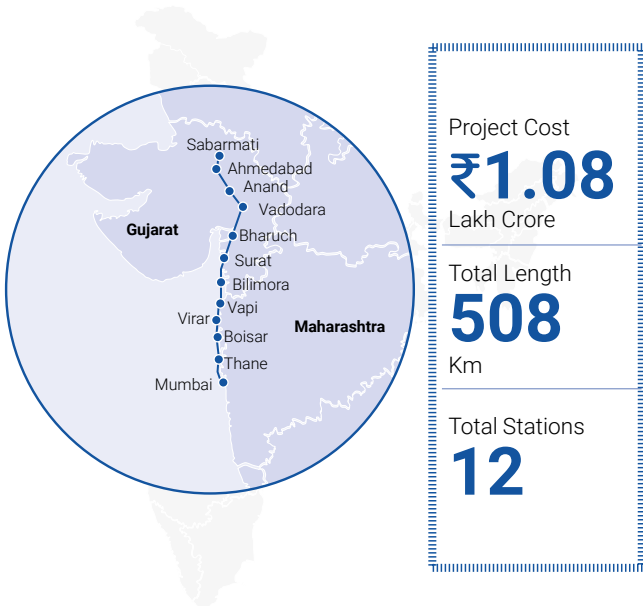 Sabarmati
Ahmedabad
Anand
Vadodara
Gujarat
Bharuch
Surat
Bilimora
Vapi
Virar
Maharashtra
Boisar
Thane
Mumbai
Project Cost
₹1.08
Lakh Crore
Total Length
508
Km
Total Stations
12